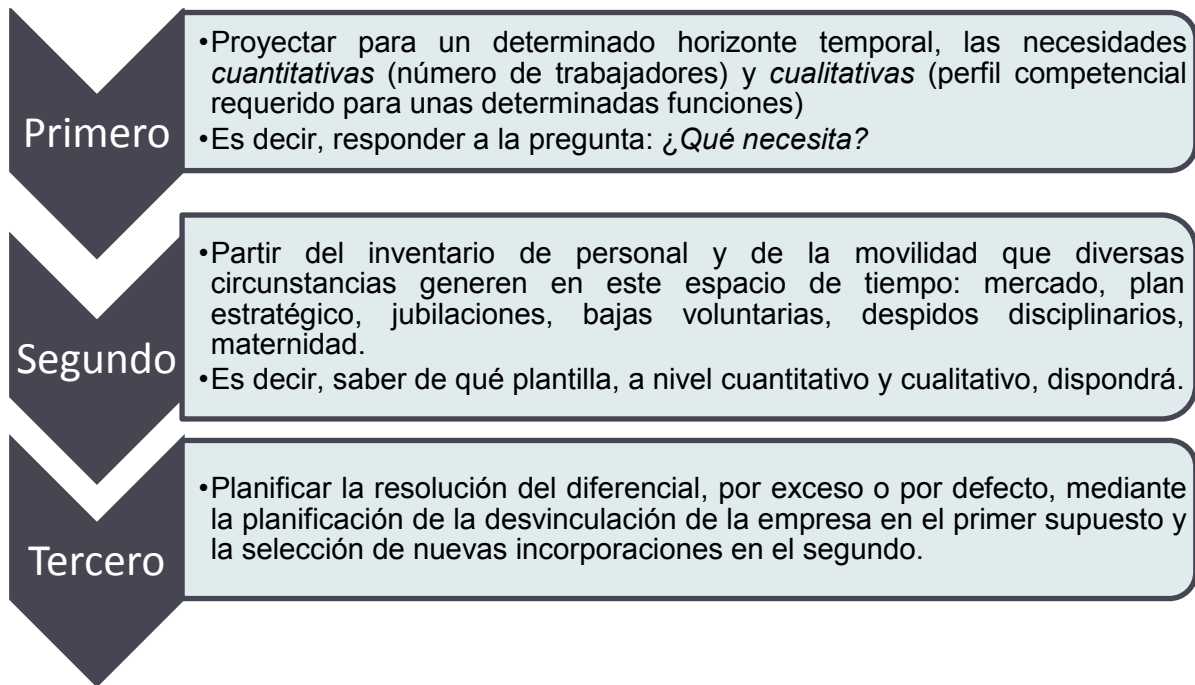 Primero
•Proyectar para un determinado horizonte temporal, las necesidades
cuantitativas (número de trabajadores) y cualitativas (perfil competencial
requerido para unas determinadas funciones)
•Es decir, responder a la pregunta: ¿Qué necesita?
Segundo
•Partir del inventario de personal y de la movilidad que diversas
circunstancias generen en este espacio de tiempo: mercado, plan
estratégico, jubilaciones, bajas voluntarias, despidos disciplinarios,
maternidad.
•Es decir, saber de qué plantilla, a nivel cuantitativo y cualitativo, dispondrá.
Tercero
•Planificar la resolución del diferencial, por exceso o por defecto, mediante
la planificación de la desvinculación de la empresa en el primer supuesto y
la selección de nuevas incorporaciones en el segundo.